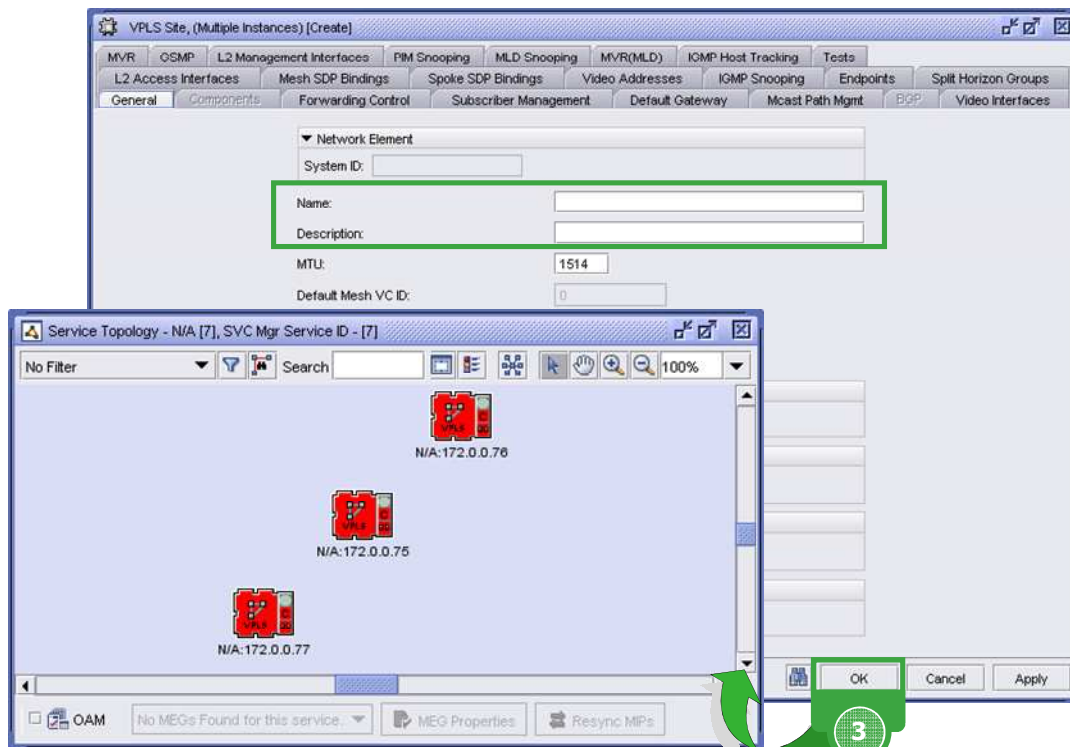 VPLS Site, (Multiple Instances) [Create]
MVR GSMP L2 Management Interfaces PIM Snooping MLD Snooping MVR(MLD) IGMP Host Tracking Tests
L2 Access Interfaces Mesh SDP Bindings Spoke SDP Bindings Video Addresses IGMP Snooping Endpoints Split Horizon Groups
General Components Forwarding Control Subscriber Management Default Gateway Mcast Path Mgmt BGP Video Interfaces
Network Element
System ID:
Name:
Description:
MTU: 1514
Default Mesh VC ID: 0
Service Topology - N/A [7], SVC Mgr Service ID - [7]
No Filter Search 100%
VPLS
N/A:172.0.0.76
VPLS
N/A:172.0.0.75
VPLS
N/A:172.0.0.77
OK Cancel Apply
OAM No MEGs Found for this service. MEG Properties Resync MIPs
3